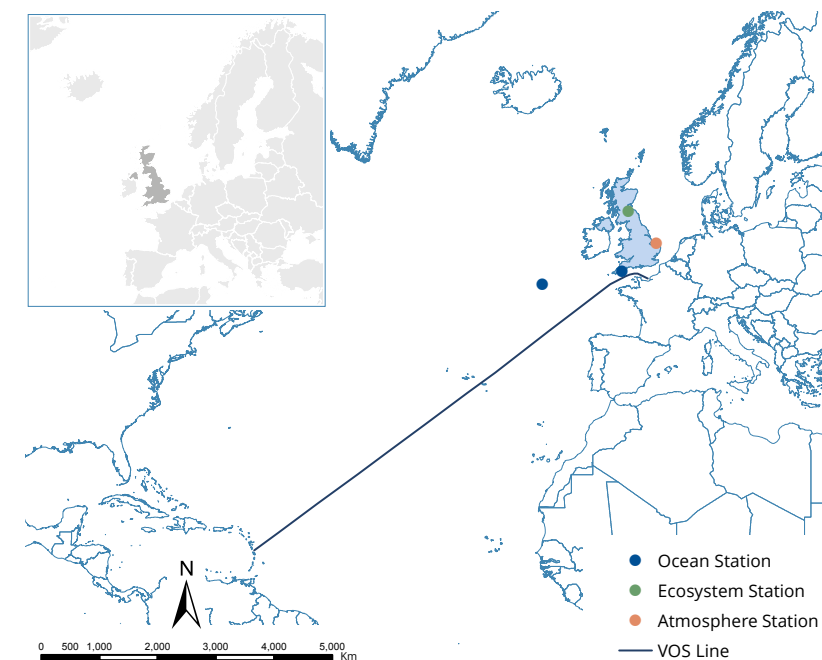 N
0 500 1,000 2,000 3,000 4,000 5,000
Km
Ocean Station
Ecosystem Station
Atmosphere Station
VOS Line